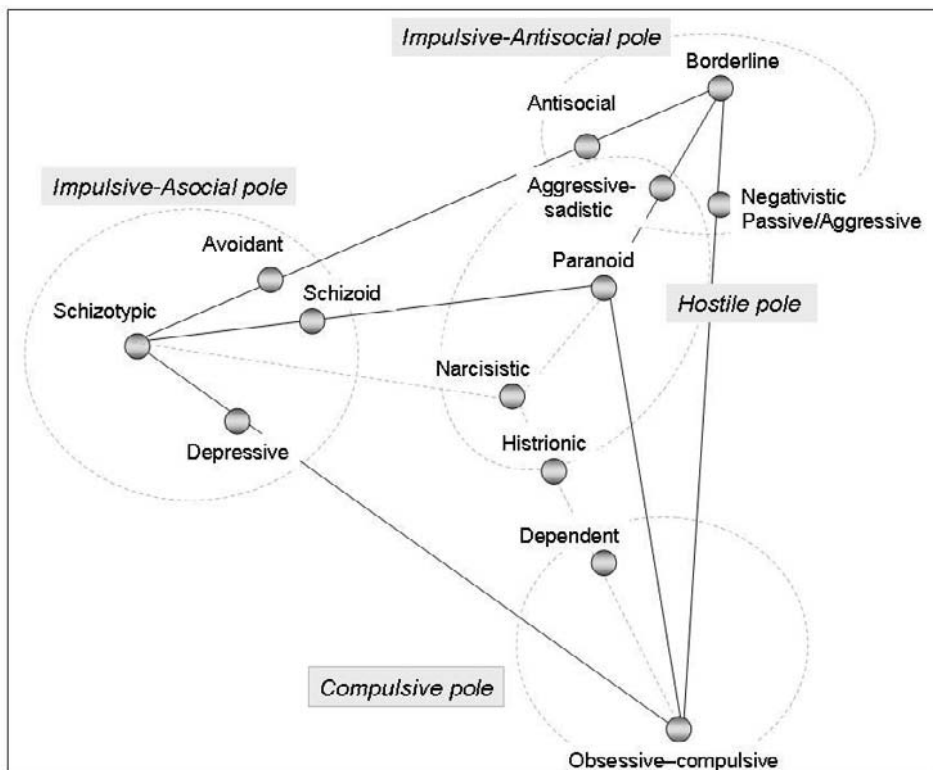 Impulsive-Antisocial pole
Borderline
Antisocial
Impulsive-Asocial pole
Aggressive-
sadistic
Negativistic
Passive/Aggressive
Avoidant
Paranoid
Schizoid
Hostile pole
Schizotypic
Narcisistic
Depressive
Histrionic
Dependent
Compulsive pole
Obsessive–compulsive